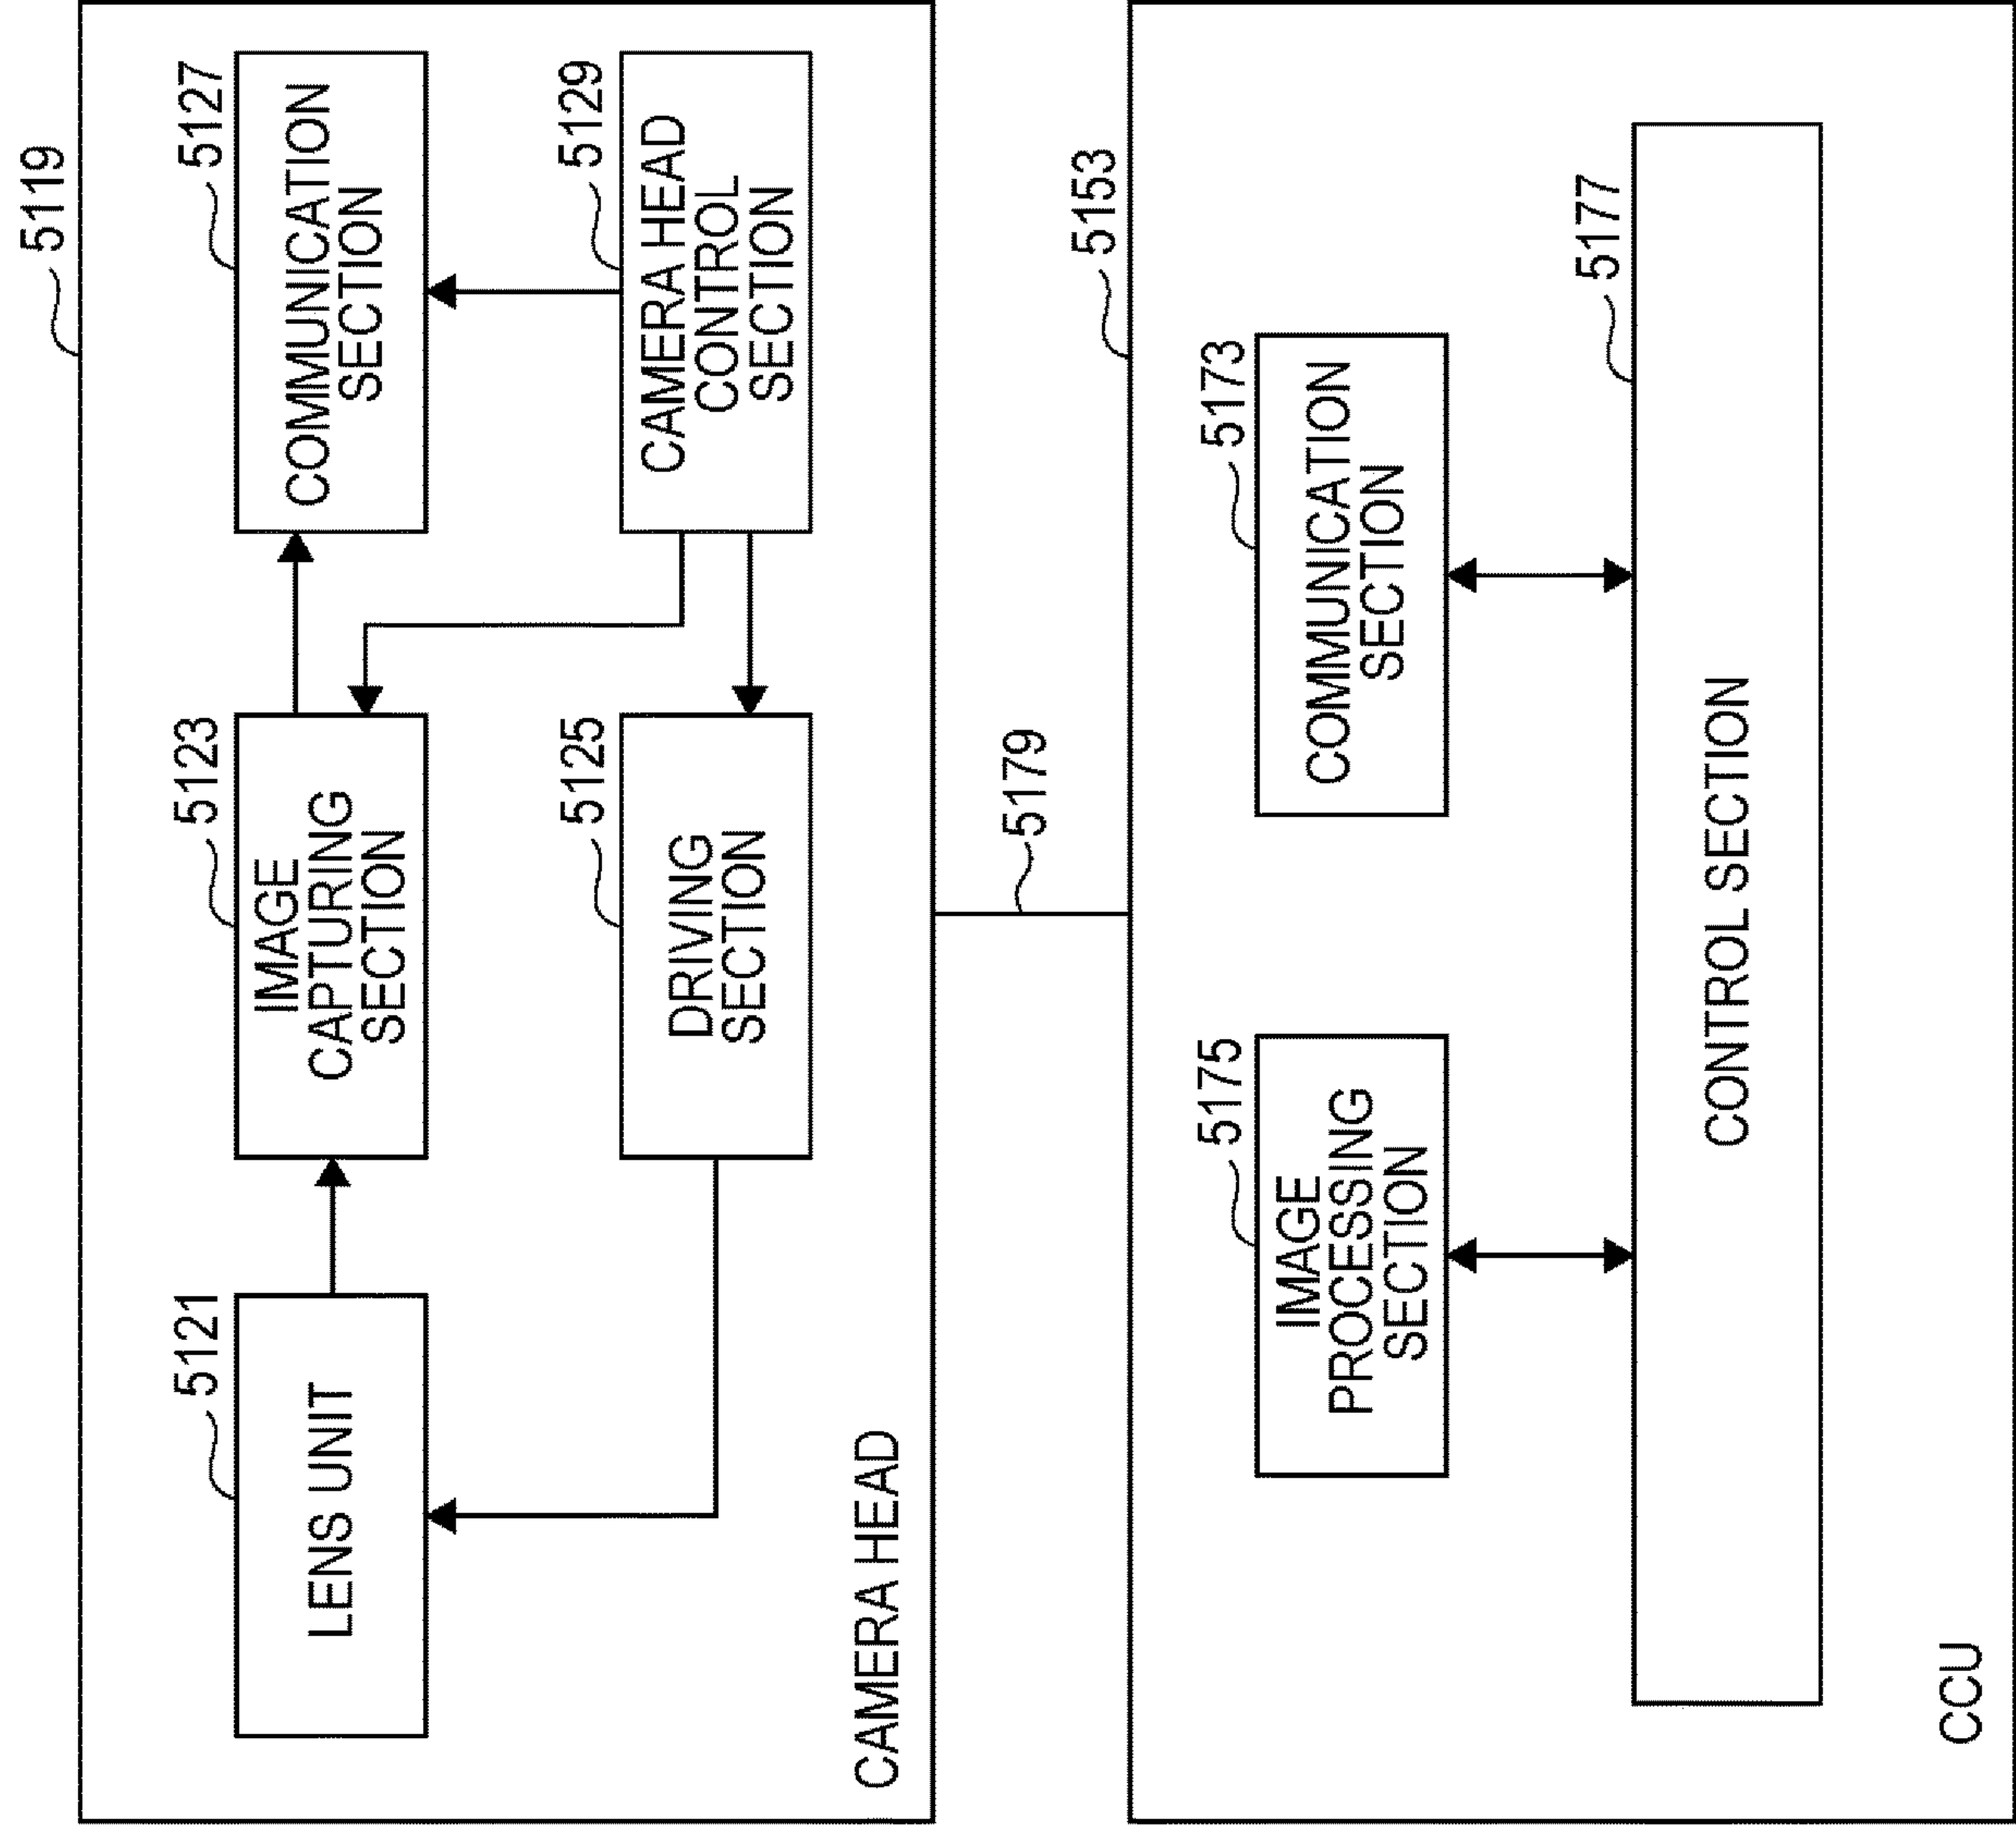 5119
5121
LENS UNIT
5123
IMAGE
CAPTURING
SECTION
5127
COMMUNICATION
SECTION
5125
DRIVING
SECTION
5129
CAMERA HEAD
CONTROL
SECTION
CAMERA HEAD
5179
5153
5175
IMAGE
PROCESSING
SECTION
5173
COMMUNICATION
SECTION
5177
CONTROL SECTION
CCU